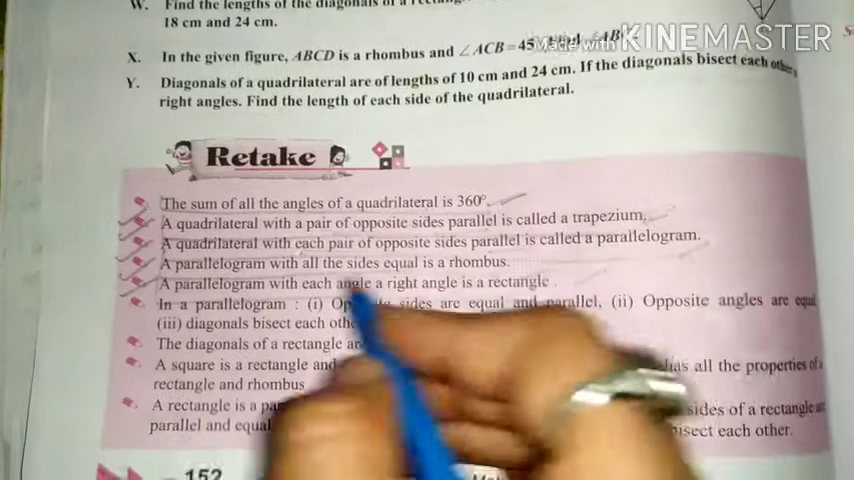 W. Find the lengths of the diagonals of a
18 cm and 24 cm.
X. In the given figure, ABCD is a rhombus and ∠ACB = 45
Made with KINEMASTER
Y. Diagonals of a quadrilateral are of lengths of 10 cm and 24 cm. If the diagonals bisect each other
right angles. Find the length of each side of the quadrilateral.
Retake
The sum of all the angles of a quadrilateral is 360°.
A quadrilateral with a pair of opposite sides parallel is called a trapezium.
A quadrilateral with each pair of opposite sides parallel is called a parallelogram.
A parallelogram with all the sides equal is a rhombus.
A parallelogram with each angle a right angle is a rectangle .
In a parallelogram : (i) sides are equal and parallel, (ii) Opposite angles are equal
(iii) diagonals bisect each
The diagonals of a rectangle
A square is a rectangle and has all the properties of a
rectangle and rhombus
A rectangle is a sides of a rectangle
parallel and equal bisect each other.
152